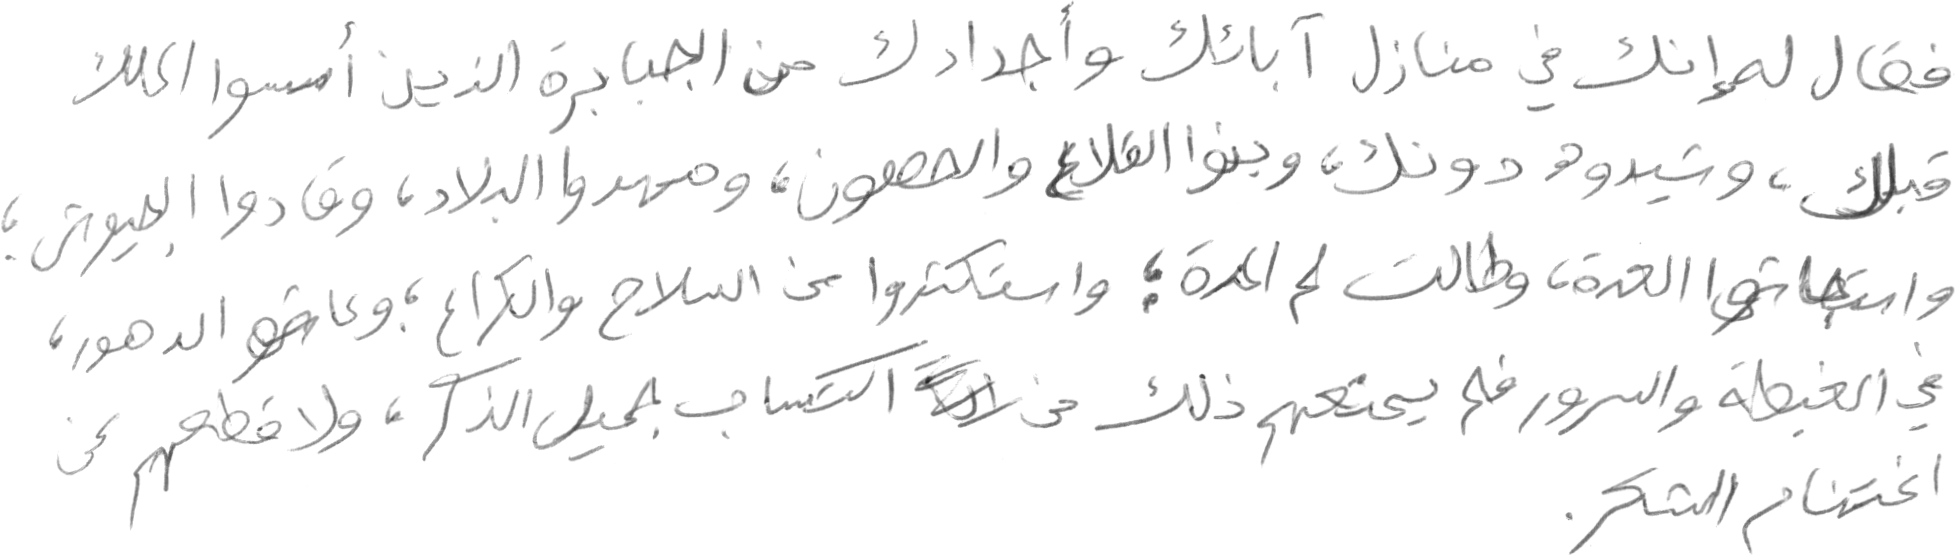 فقال له إنك في منازل آبائك وأجدادك من الجبابرة الذين أسسوا الملك
قبلك، وشيدوه دونك، وبنوا القلاع والحصون، ومهدوا البلاد، وقادوا الجيوش؛
واستجاشوا العدة، وطالت لهم المدة؛ واستكثروا من السلاح والكراع؛ وعاشوا الدهور،
في الغبطة والسرور فلم يمنعهم ذلك من اكتساب جميل الذكر، ولا قطعهم عن
اغتنام الشكر.